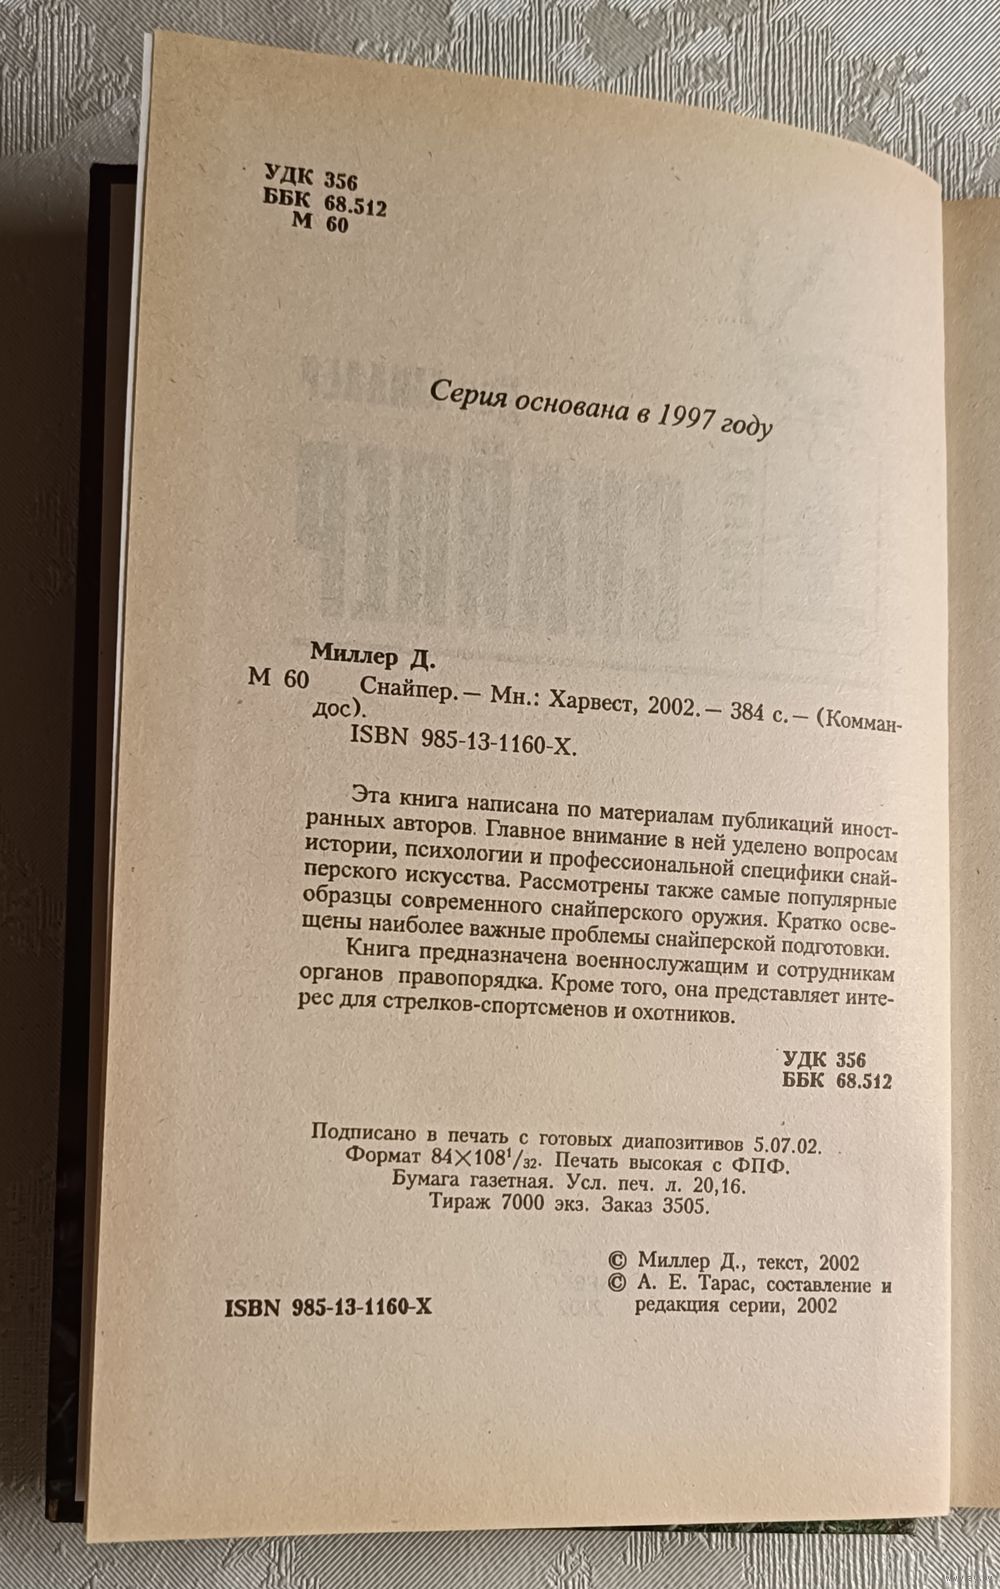 УДК 356
ББК 68.512
М 60
Серия основана в 1997 году
Миллер Д.
М 60 Снайпер.— Мн.: Харвест, 2002.— 384 с.— (Комман-
дос).
ISBN 985-13-1160-X.
Эта книга написана по материалам публикаций иност-
ранных авторов. Главное внимание в ней уделено вопросам
истории, психологии и профессиональной специфики снай-
перского искусства. Рассмотрены также самые популярные
образцы современного снайперского оружия. Кратко осве-
щены наиболее важные проблемы снайперской подготовки.
Книга предназначена военнослужащим и сотрудникам
органов правопорядка. Кроме того, она представляет инте-
рес для стрелков-спортсменов и охотников.
УДК 356
ББК 68.512
Подписано в печать с готовых диапозитивов 5.07.02.
Формат 84×108¹/₃₂. Печать высокая с ФПФ.
Бумага газетная. Усл. печ. л. 20,16.
Тираж 7000 экз. Заказ 3505.
© Миллер Д., текст, 2002
© А. Е. Тарас, составление и
редакция серии, 2002
ISBN 985-13-1160-X